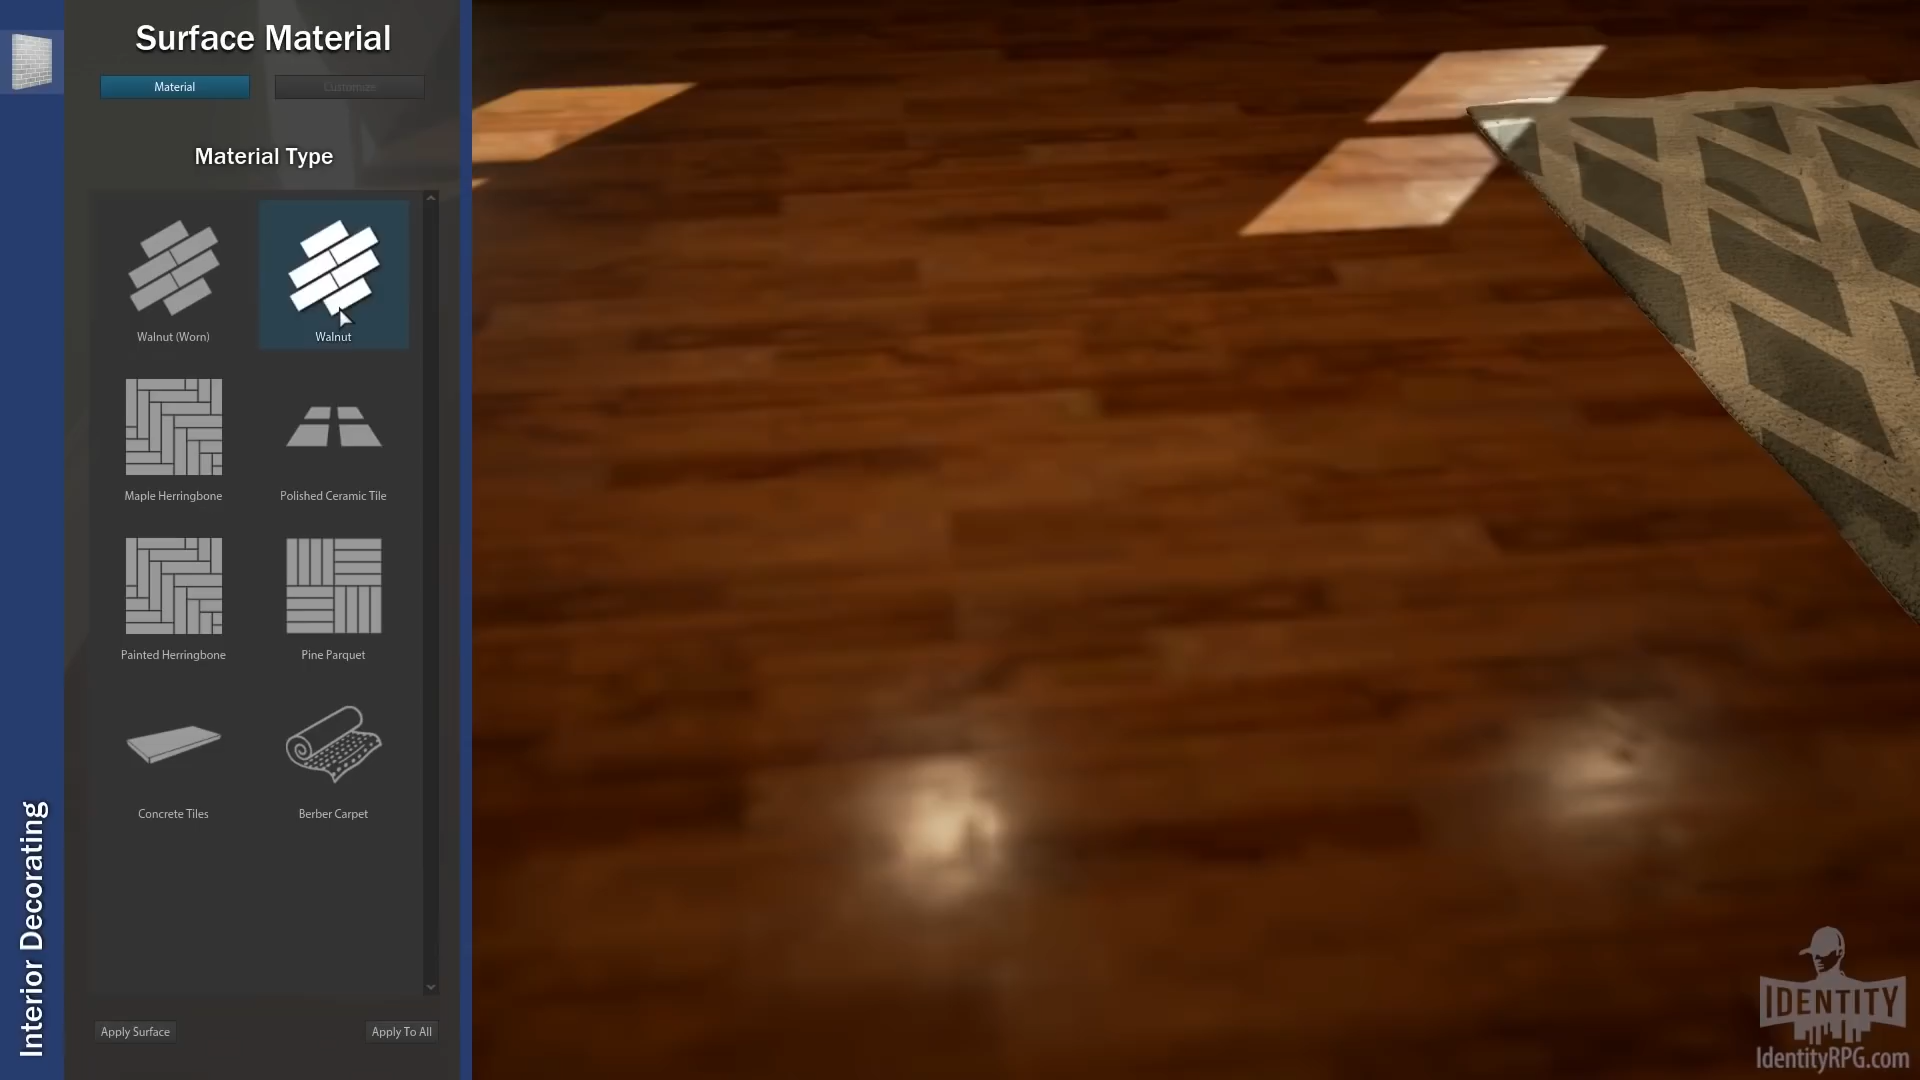 Surface Material
Material
Customize
Material Type
Walnut (Worn)
Walnut
Maple Herringbone
Polished Ceramic Tile
Painted Herringbone
Pine Parquet
Concrete Tiles
Berber Carpet
Apply Surface
Apply To All
Interior Decorating
IDENTITY
IdentityRPG.com